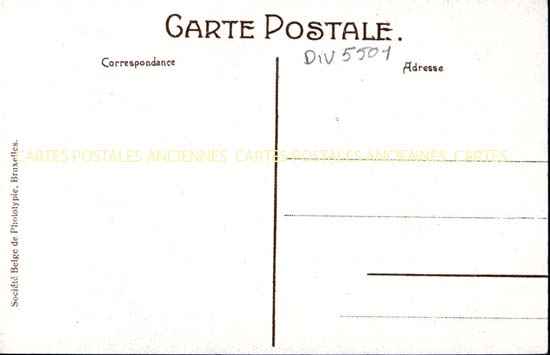 CARTE POSTALE.
DIV 5501
Correspondance
Adresse
CARTES POSTALES ANCIENNES CARTES POSTALES ANCIENNES CARTES
Société Belge de Phototypie, Bruxelles.